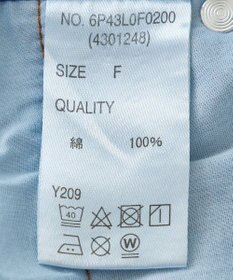 NO. 6P43L0F0200
(4301248)
SIZE F
QUALITY
綿 100%
Y209
40
W